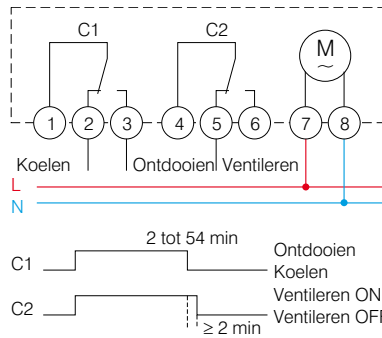 C1 C2 M
~
1 2 3 4 5 6 7 8
Koelen Ontdooien Ventileren
L
N
2 tot 54 min
C1 Ontdooien
Koelen
C2 Ventileren ON
Ventileren OFF
≥ 2 min